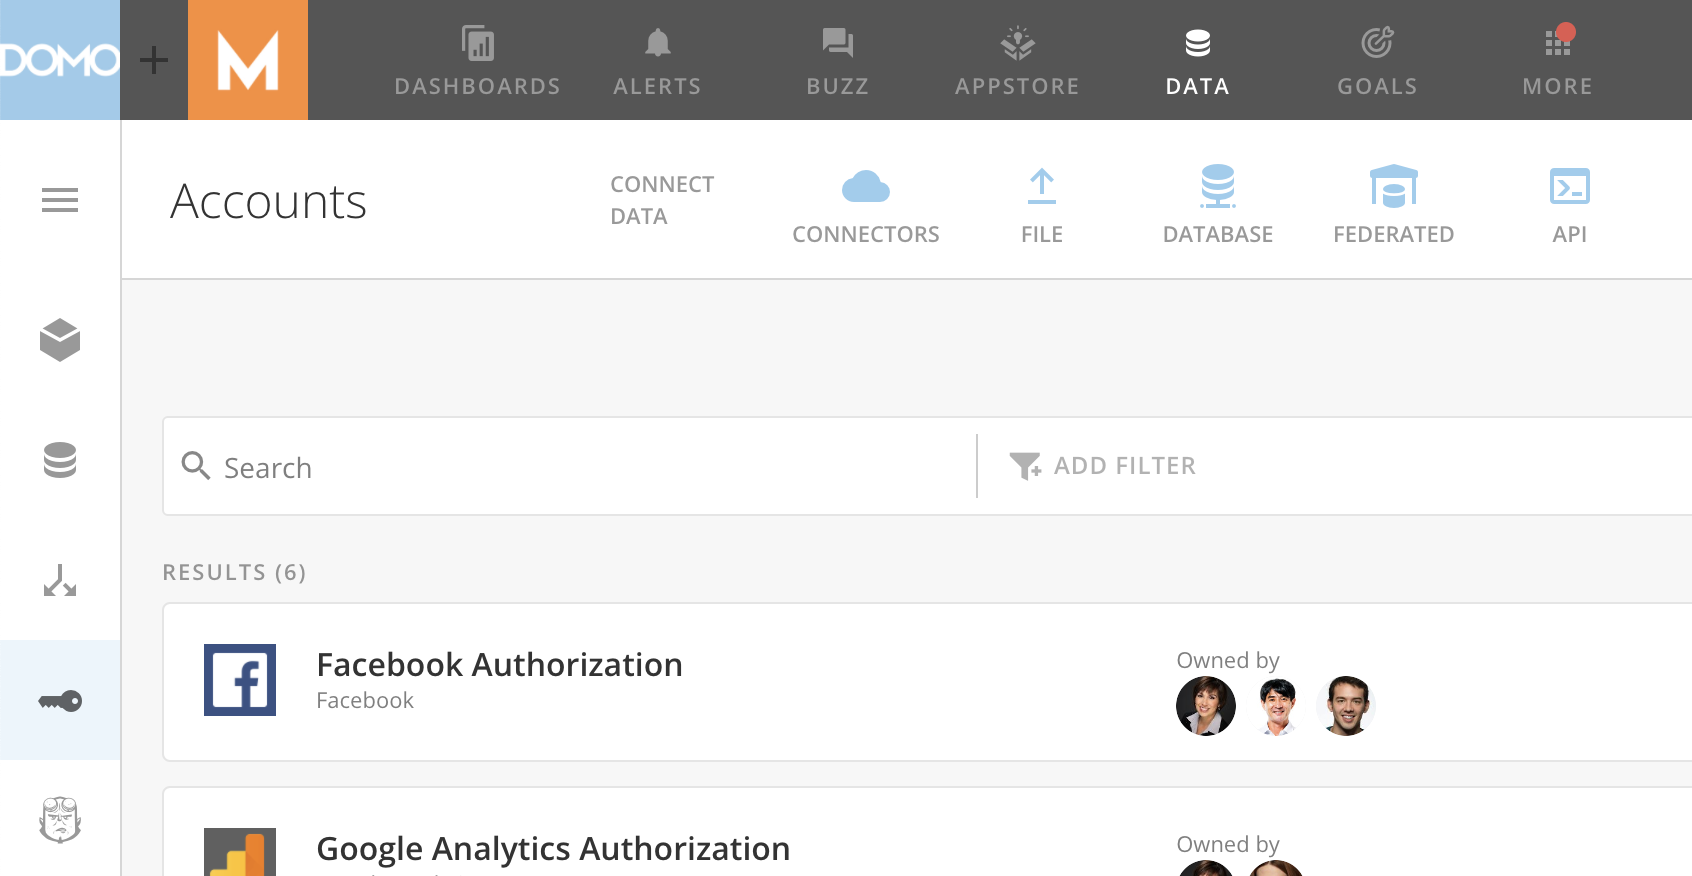 DOMO
M
DASHBOARDS
ALERTS
BUZZ
APPSTORE
DATA
GOALS
MORE
Accounts
CONNECT
DATA
CONNECTORS
FILE
DATABASE
FEDERATED
API
Search
ADD FILTER
RESULTS (6)
Facebook Authorization
Facebook
Owned by
Google Analytics Authorization
Owned by